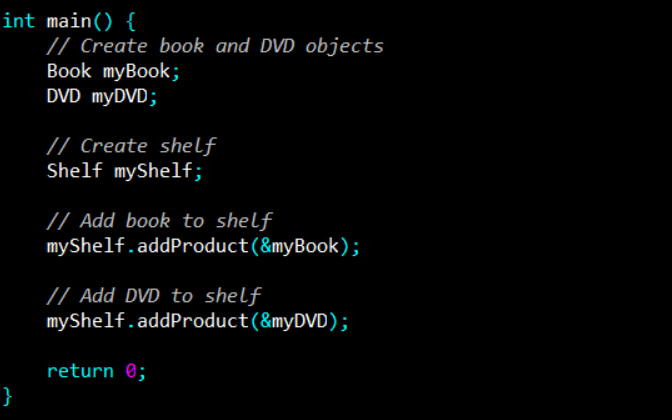 int main() {
    // Create book and DVD objects
    Book myBook;
    DVD myDVD;

    // Create shelf
    Shelf myShelf;

    // Add book to shelf
    myShelf.addProduct(&myBook);

    // Add DVD to shelf
    myShelf.addProduct(&myDVD);

    return 0;
}